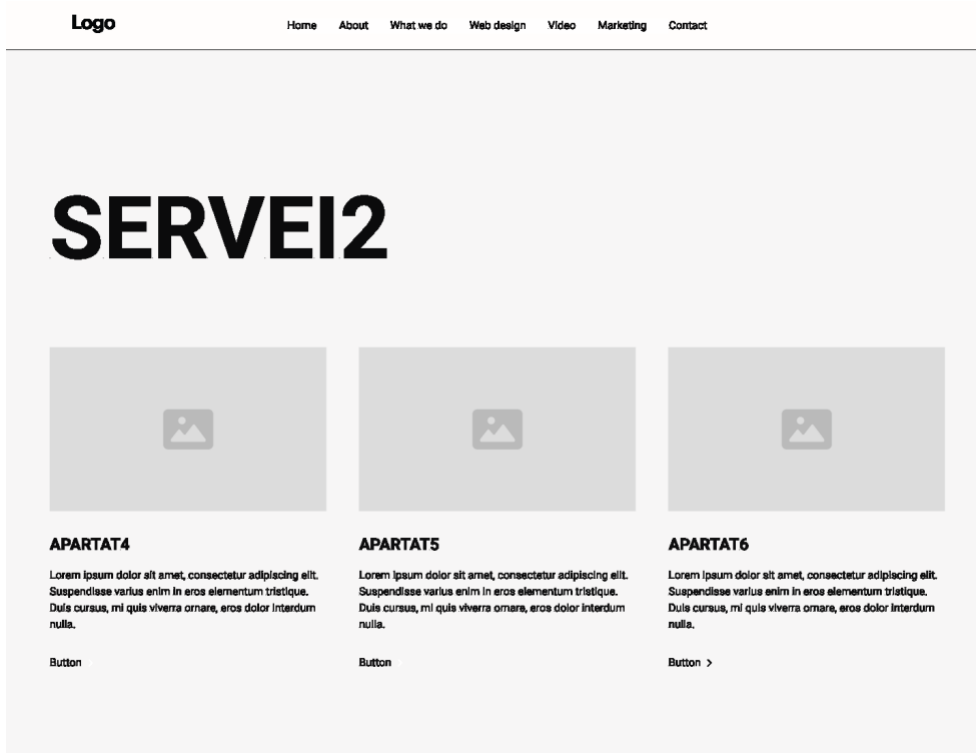 Logo
Home About What we do Web design Video Marketing Contact
SERVEI2
APARTAT4
Lorem ipsum dolor sit amet, consectetur adipiscing elit.
Suspendisse varius enim in eros elementum tristique.
Duis cursus, mi quis viverra ornare, eros dolor interdum
nulla.
Button
APARTAT5
Lorem ipsum dolor sit amet, consectetur adipiscing elit.
Suspendisse varius enim in eros elementum tristique.
Duis cursus, mi quis viverra ornare, eros dolor interdum
nulla.
Button
APARTAT6
Lorem ipsum dolor sit amet, consectetur adipiscing elit.
Suspendisse varius enim in eros elementum tristique.
Duis cursus, mi quis viverra ornare, eros dolor interdum
nulla.
Button >